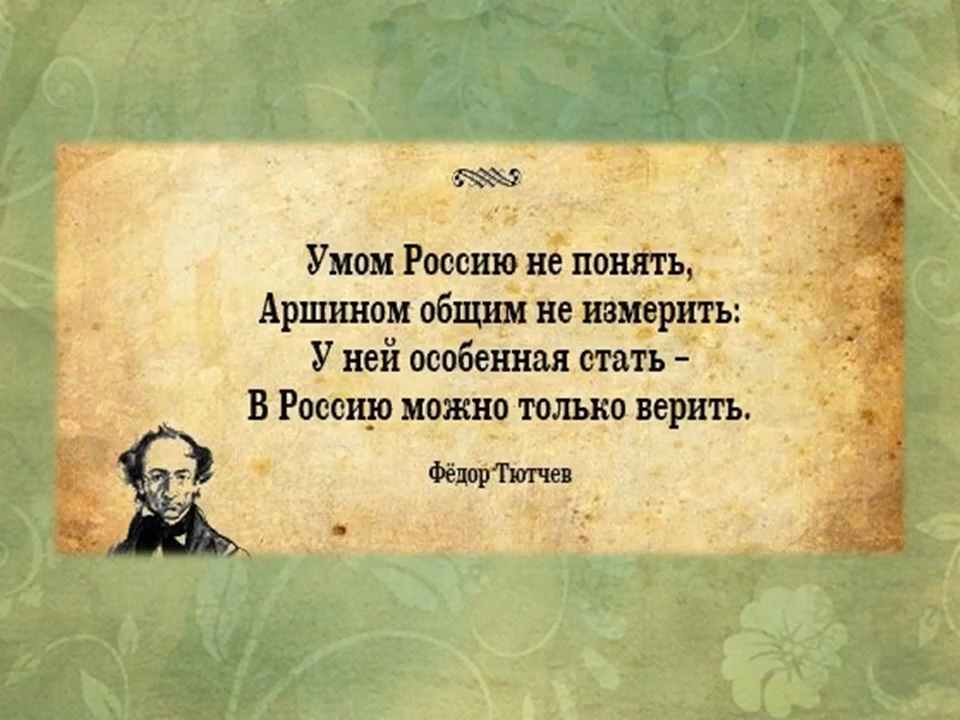 Умом Россию не понять,
Аршином общим не измерить:
У ней особенная стать –
В Россию можно только верить.
Фёдор Тютчев